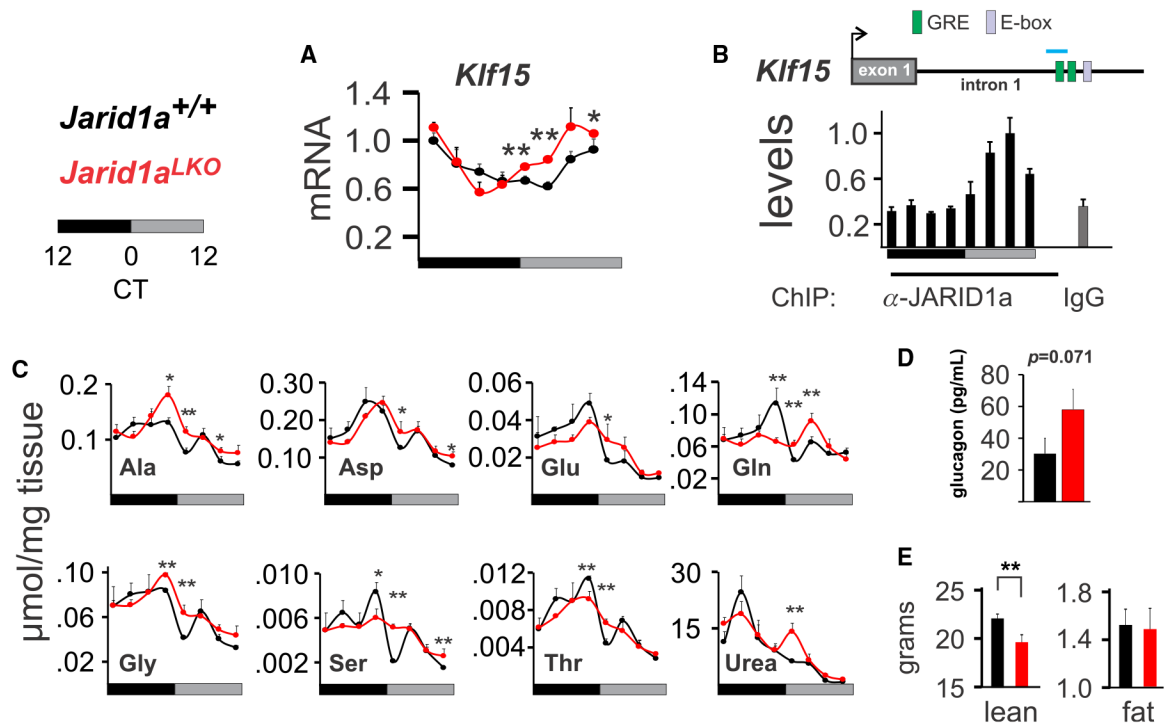 Jarid1a+/+
Jarid1aLKO
12 0 12
CT
A
Klf15
mRNA
1.4
1.0
0.6
0.2
** ** *
B
GRE E-box
Klf15
exon 1
intron 1
levels
1.0
0.6
0.2
ChIP: α-JARID1a IgG
C
μmol/mg tissue
0.2
0.1
* ** *
Ala
0.30
0.20
0.10
* *
Asp
0.06
0.04
0.02
*
Glu
.14
.10
.06
.02
** ** **
Gln
.10
.06
.02
** **
Gly
.010
.006
.002
* ** **
Ser
.012
.008
.004
** **
Thr
30
15
**
Urea
D
p=0.071
glucagon (pg/mL)
80
60
40
20
E
grams
25
20
15
**
lean
1.8
1.4
1.0
fat